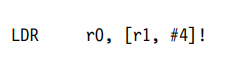 LDR r0, [r1, #4]!